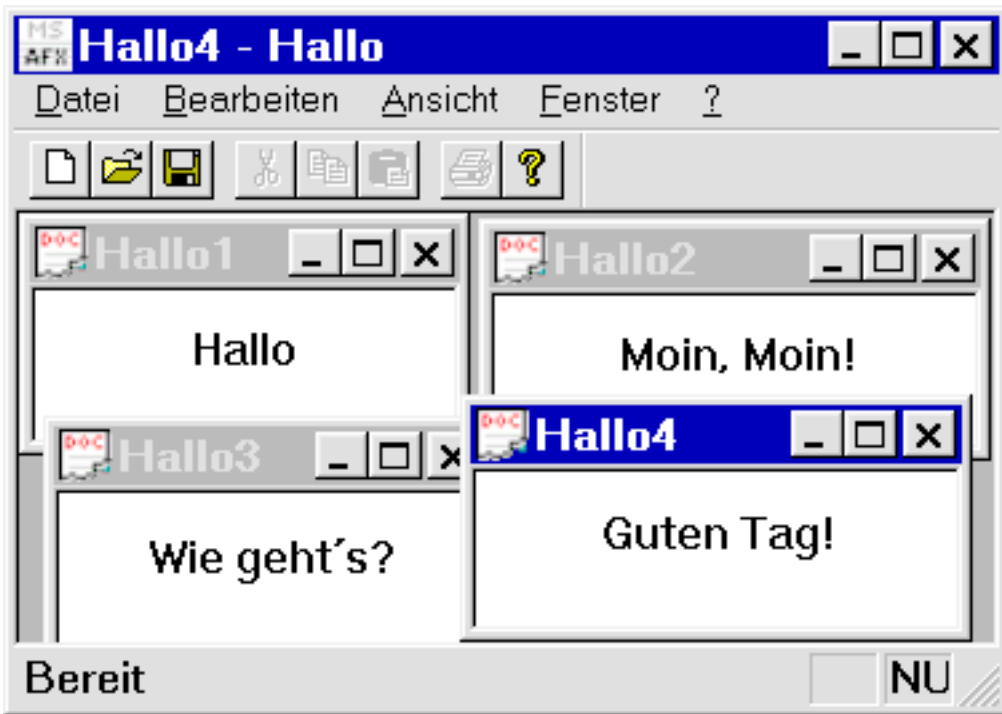 MS
AFX
Hallo4 - Hallo
Datei Bearbeiten Ansicht Fenster ?
DOC Hallo1
Hallo
DOC Hallo2
Moin, Moin!
DOC Hallo3
Wie geht´s?
DOC Hallo4
Guten Tag!
Bereit
NU